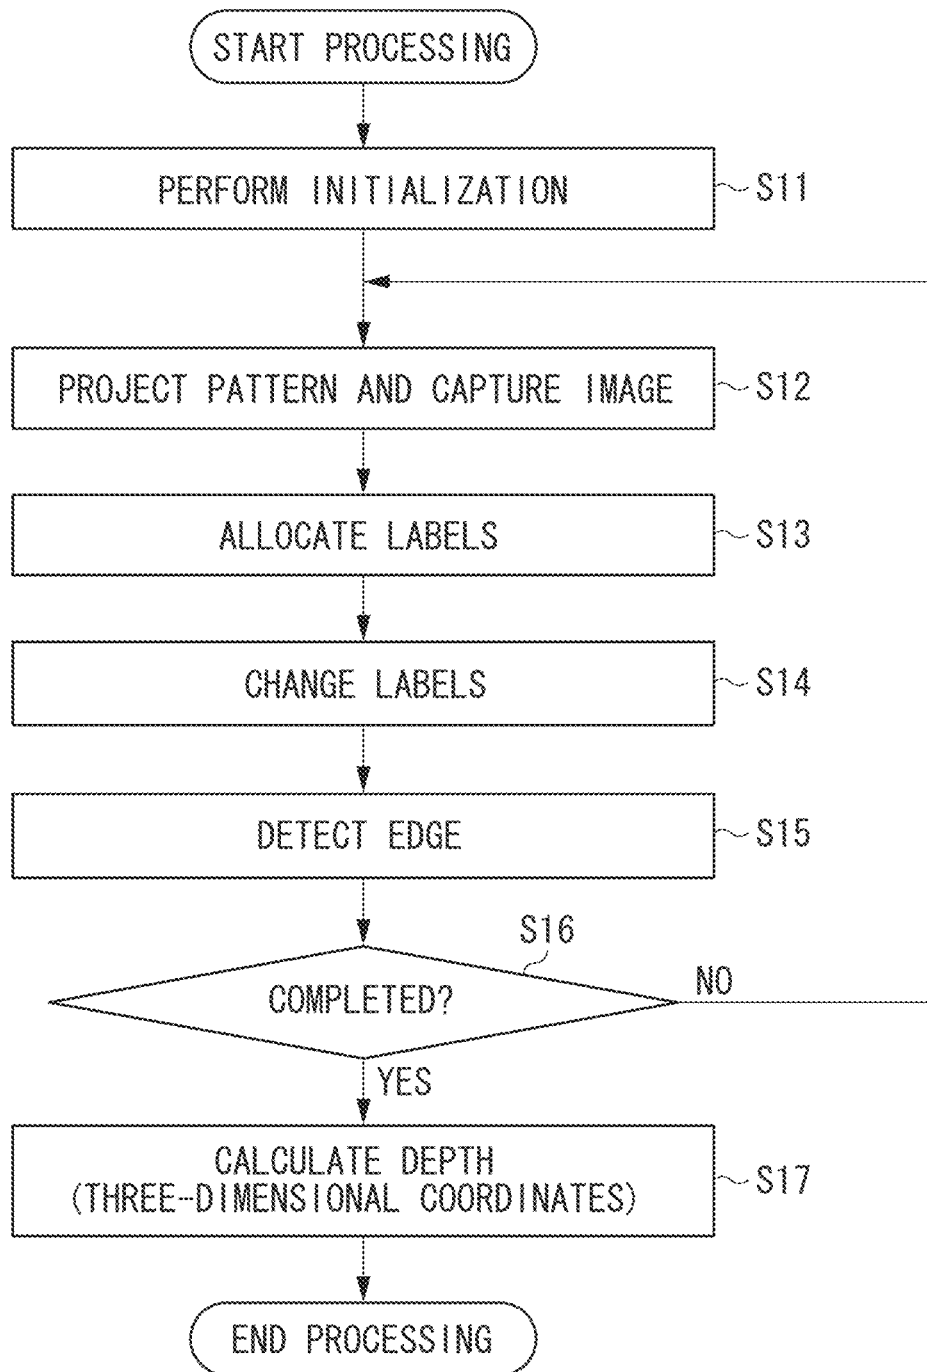 START PROCESSING
PERFORM INITIALIZATION
S11
PROJECT PATTERN AND CAPTURE IMAGE
S12
ALLOCATE LABELS
S13
CHANGE LABELS
S14
DETECT EDGE
S15
S16
COMPLETED?
NO
YES
CALCULATE DEPTH
(THREE-DIMENSIONAL COORDINATES)
S17
END PROCESSING